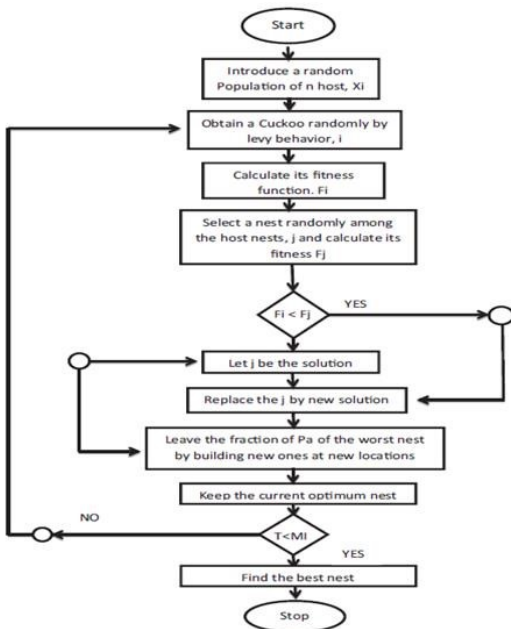 Start
Introduce a random
Population of n host, Xi
Obtain a Cuckoo randomly by
levy behavior, i
Calculate its fitness
function. Fi
Select a nest randomly among
the host nests, j and calculate its
fitness Fj
Fi < Fj
YES
Let j be the solution
Replace the j by new solution
Leave the fraction of Pa of the worst nest
by building new ones at new locations
Keep the current optimum nest
NO
T<MI
YES
Find the best nest
Stop